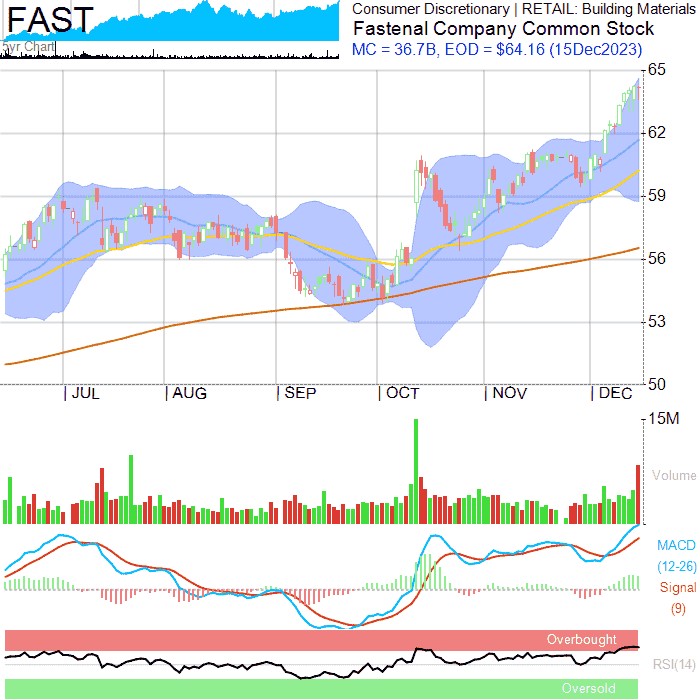 FAST
Consumer Discretionary | RETAIL: Building Materials
Fastenal Company Common Stock
MC = 36.7B, EOD = $64.16 (15Dec2023)
5yr Chart
65
62
59
56
53
50
| JUL | AUG | SEP | OCT | NOV | DEC
15M
Volume
MACD
(12-26)
Signal
(9)
Overbought
RSI(14)
Oversold